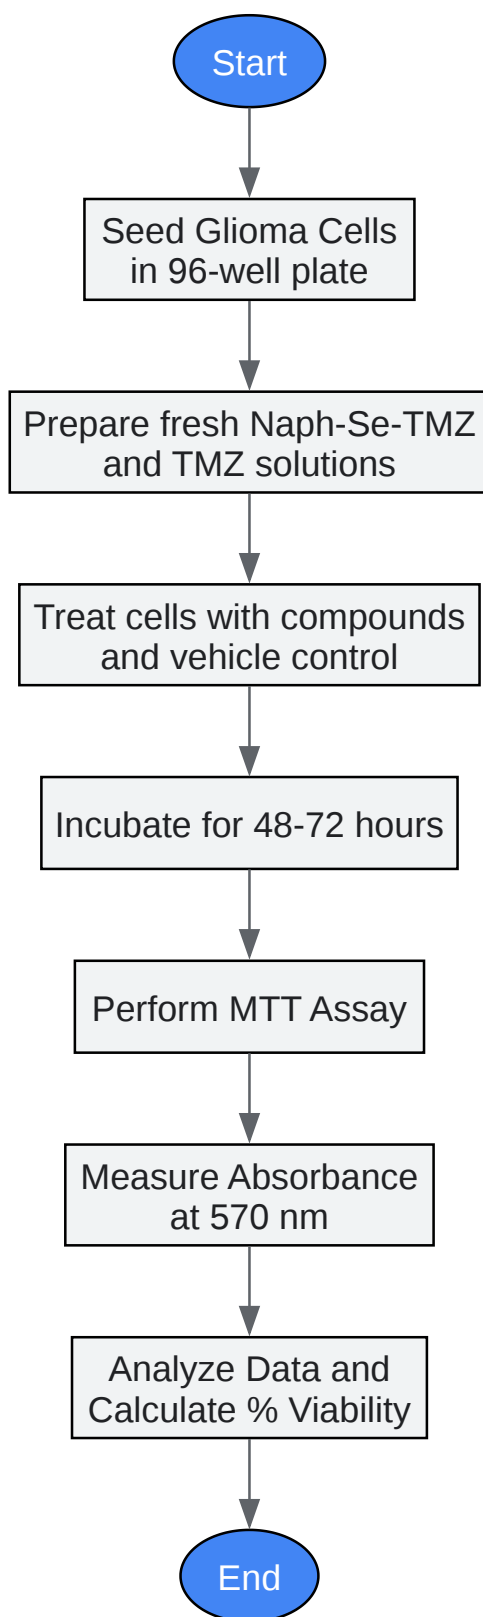 Start
Seed Glioma Cells
in 96-well plate
Prepare fresh Naph-Se-TMZ
and TMZ solutions
Treat cells with compounds
and vehicle control
Incubate for 48-72 hours
Perform MTT Assay
Measure Absorbance
at 570 nm
Analyze Data and
Calculate % Viability
End